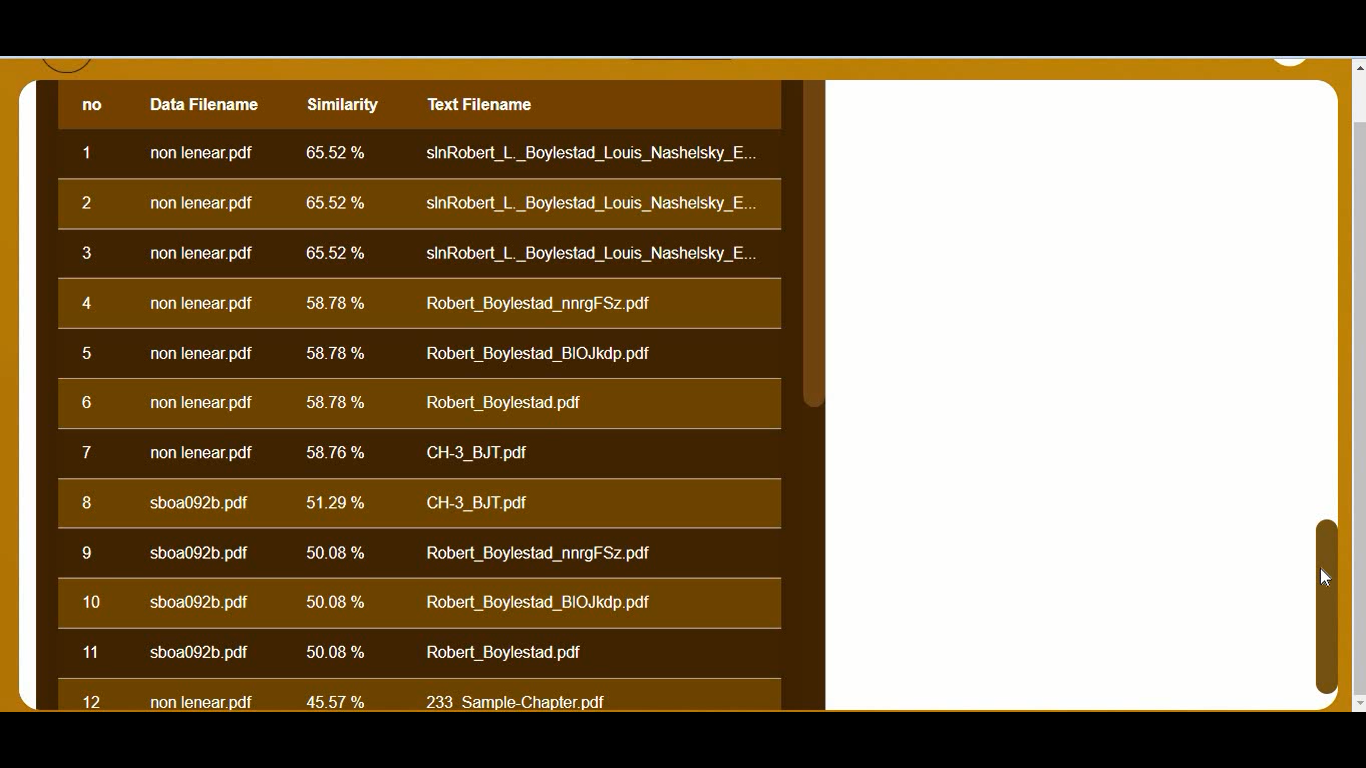 no Data Filename Similarity Text Filename
1 non lenear.pdf 65.52 % slnRobert_L._Boylestad_Louis_Nashelsky_E...
2 non lenear.pdf 65.52 % slnRobert_L._Boylestad_Louis_Nashelsky_E...
3 non lenear.pdf 65.52 % slnRobert_L._Boylestad_Louis_Nashelsky_E...
4 non lenear.pdf 58.78 % Robert_Boylestad_nnrgFSz.pdf
5 non lenear.pdf 58.78 % Robert_Boylestad_BIOJkdp.pdf
6 non lenear.pdf 58.78 % Robert_Boylestad.pdf
7 non lenear.pdf 58.76 % CH-3_BJT.pdf
8 sboa092b.pdf 51.29 % CH-3_BJT.pdf
9 sboa092b.pdf 50.08 % Robert_Boylestad_nnrgFSz.pdf
10 sboa092b.pdf 50.08 % Robert_Boylestad_BIOJkdp.pdf
11 sboa092b.pdf 50.08 % Robert_Boylestad.pdf
12 non lenear.pdf 45.57 % 233_Sample-Chapter.pdf